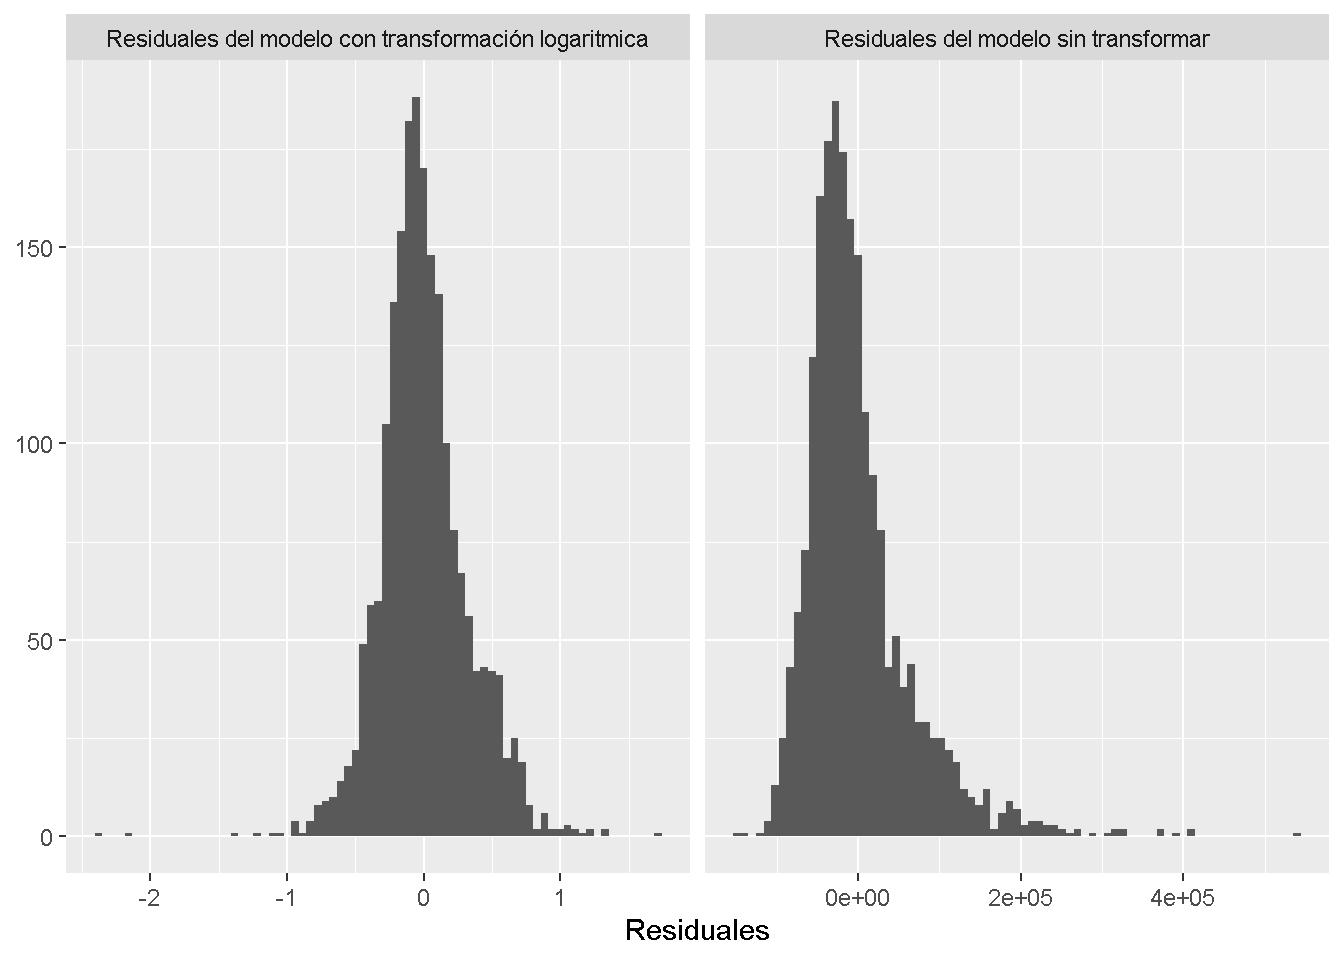 Residuales del modelo con transformación logaritmica
Residuales del modelo sin transformar
150
100
50
0
-2 -1 0 1
0e+00 2e+05 4e+05
Residuales